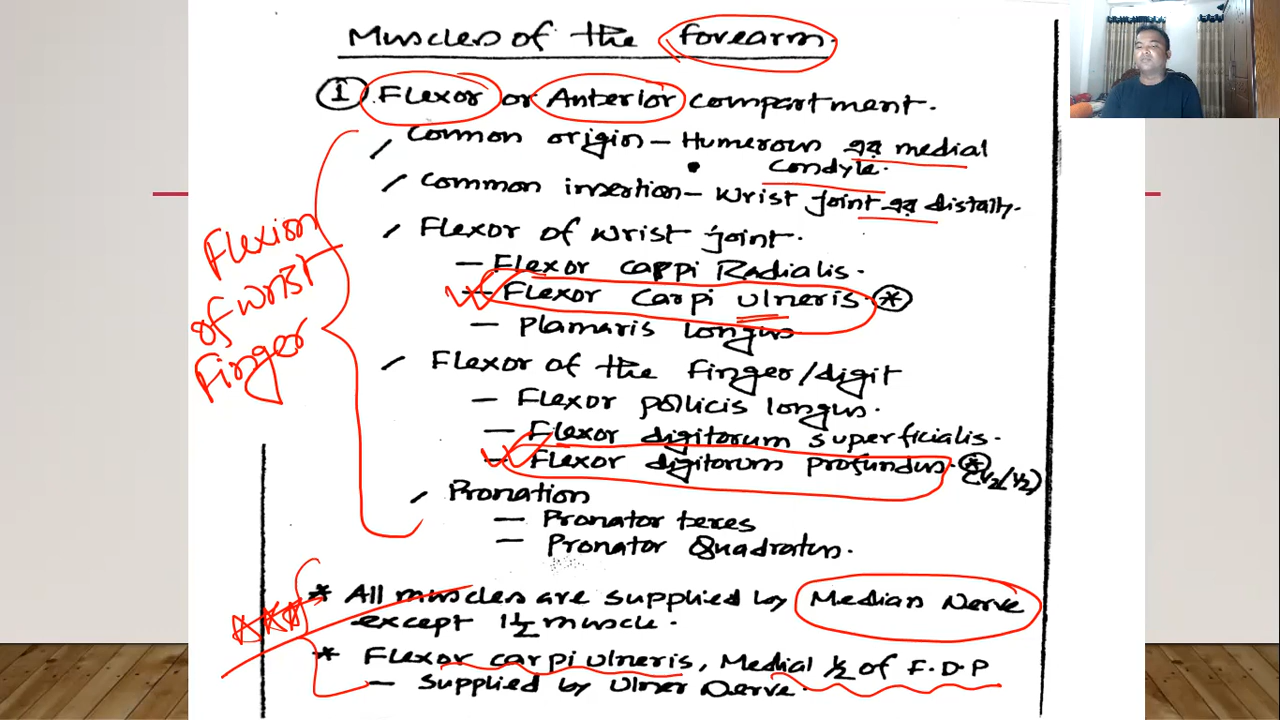 Muscles of the forearm.
① Flexor or Anterior compartment.
Common origin – Humerous এর medial
condyle.
Common insertion – Wrist joint এর distally.
Flexor of wrist joint.
– Flexor carpi Radialis.
– Flexor carpi ulneris *
– Plamaris longus
Flexor of the Finger/digit
– Flexor pollicis longus.
– Flexor digitorum superficialis.
– Flexor digitorum profundus. * (1/2/1/2)
Pronation
– Pronator teres
– Pronator Quadratus.
Flexion
of wrist
Finger
* All muscles are supplied by Median Nerve
except 1½ muscle.
* Flexor carpi ulneris, Medial ½ of F.D.P
– supplied by Ulner Nerve.